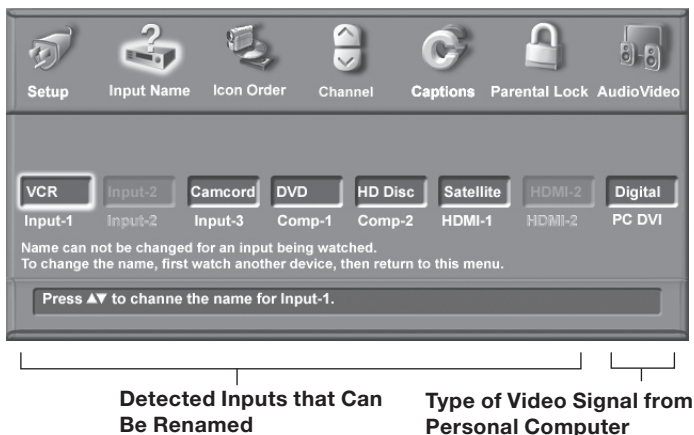 Setup Input Name Icon Order Channel Captions Parental Lock AudioVideo
VCR Input-2 Camcord DVD HD Disc Satellite HDMI-2 Digital
Input-1 Input-2 Input-3 Comp-1 Comp-2 HDMI-1 HDMI-2 PC DVI
Name can not be changed for an input being watched.
To change the name, first watch another device, then return to this menu.
Press ▲▼ to channe the name for Input-1.
Detected Inputs that Can
Be Renamed
Type of Video Signal from
Personal Computer